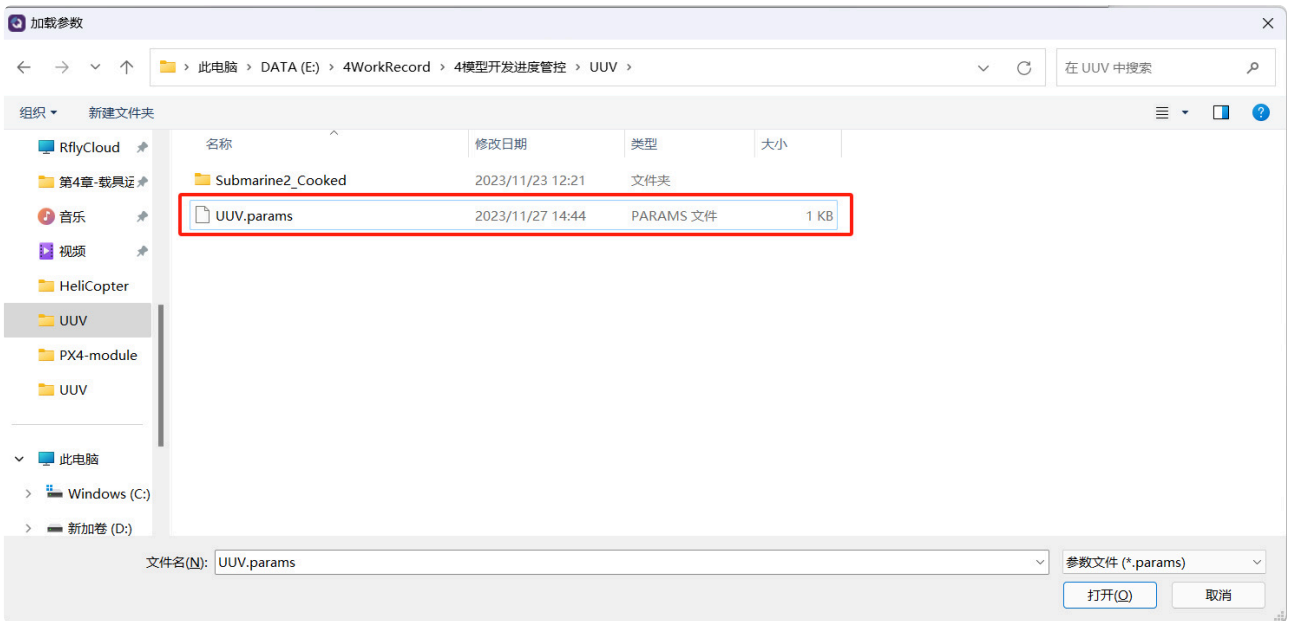 加载参数
此电脑 › DATA (E:) › 4WorkRecord › 4模型开发进度管控 › UUV ›
在 UUV 中搜索
组织 新建文件夹
RflyCloud
第4章-载具运
音乐
视频
HeliCopter
UUV
PX4-module
UUV
此电脑
Windows (C:)
新加卷 (D:)
名称 修改日期 类型 大小
Submarine2_Cooked 2023/11/23 12:21 文件夹
UUV.params 2023/11/27 14:44 PARAMS 文件 1 KB
文件名(N): UUV.params 参数文件 (*.params)
打开(O) 取消